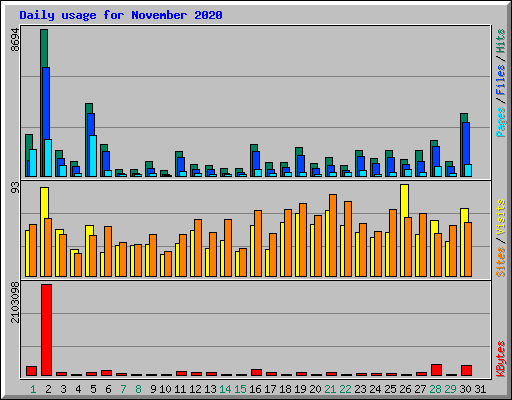 Daily usage for November 2020
8694
Pages / Files / Hits
93
Sites / Visits
2103098
KBytes
1 2 3 4 5 6 7 8 9 10 11 12 13 14 15 16 17 18 19 20 21 22 23 24 25 26 27 28 29 30 31